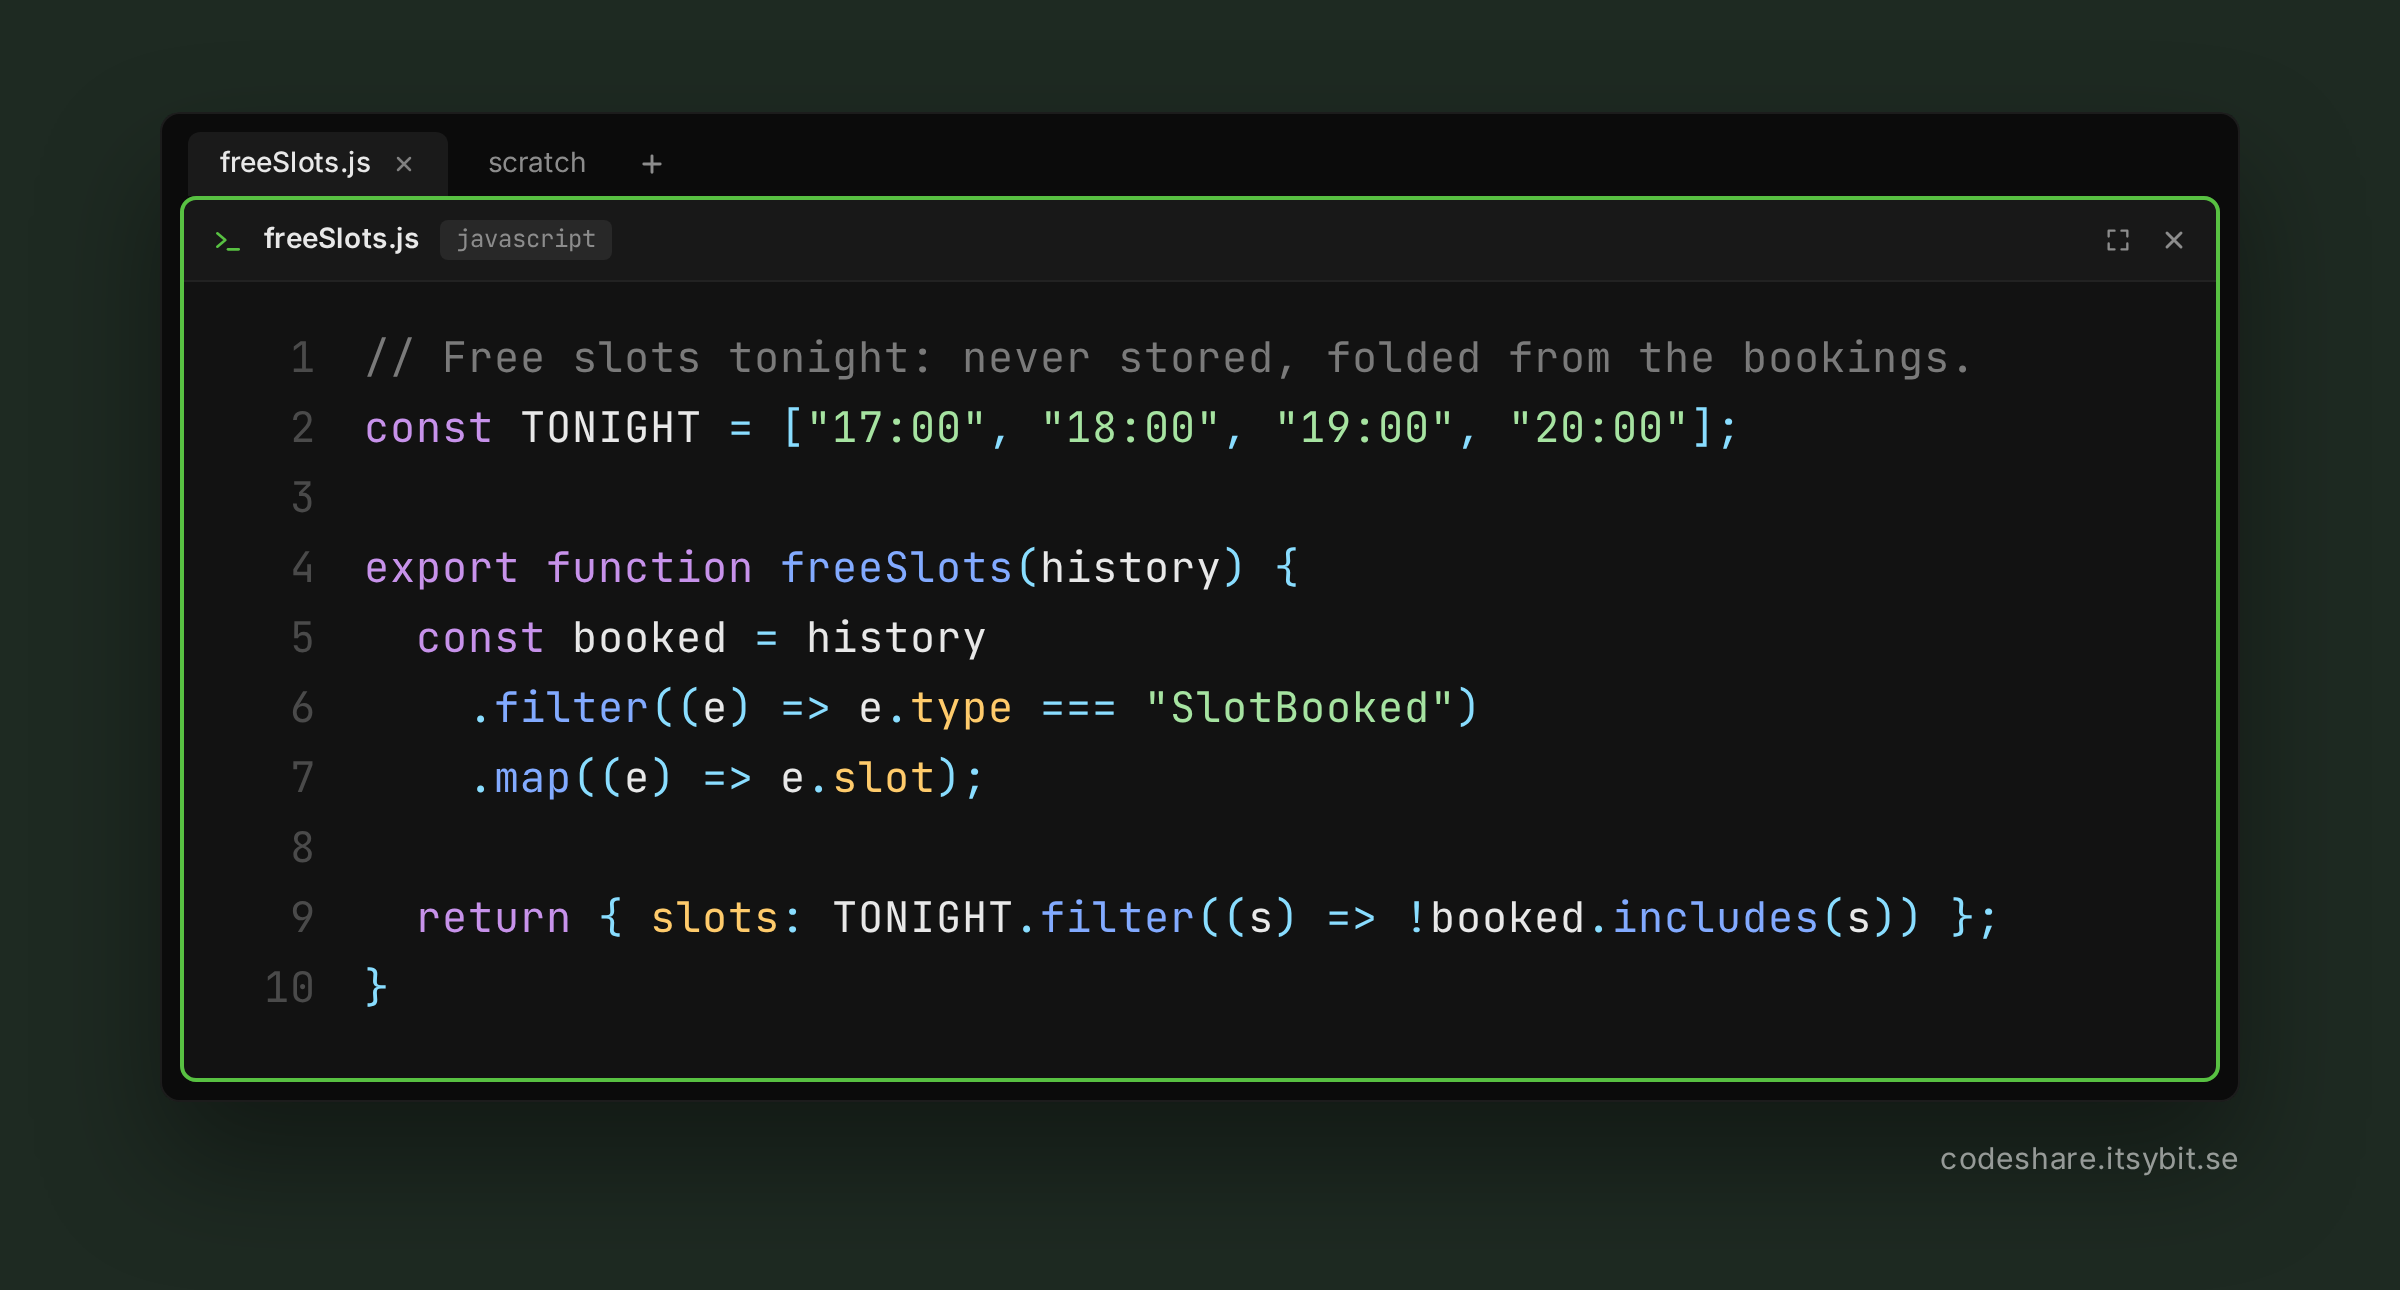 freeSlots.js × scratch +
>_ freeSlots.js javascript
1 // Free slots tonight: never stored, folded from the bookings.
2 const TONIGHT = ["17:00", "18:00", "19:00", "20:00"];
3
4 export function freeSlots(history) {
5   const booked = history
6     .filter((e) => e.type === "SlotBooked")
7     .map((e) => e.slot);
8
9   return { slots: TONIGHT.filter((s) => !booked.includes(s)) };
10 }
codeshare.itsybit.se